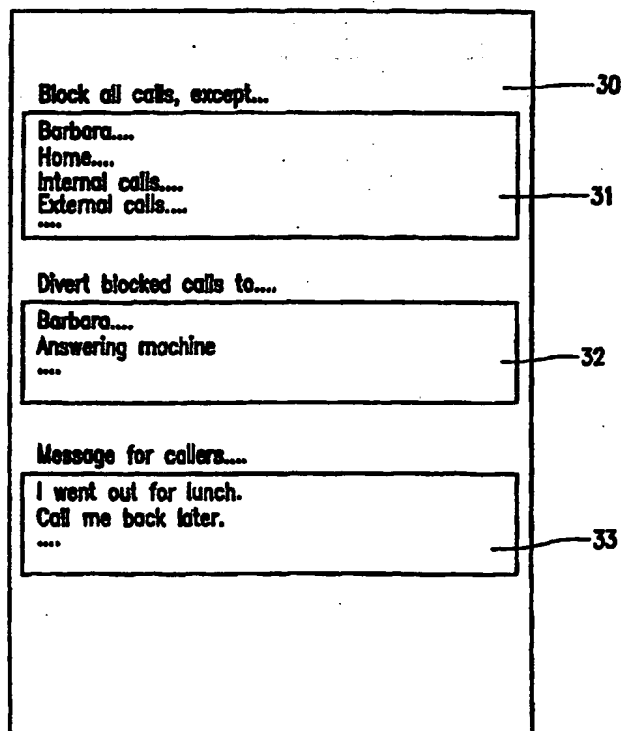 Block all calls, except...
30
Barbara....
Home....
Internal calls....
External calls....
....
31
Divert blocked calls to....
Barbara....
Answering machine
....
32
Message for callers....
I went out for lunch.
Call me back later.
....
33